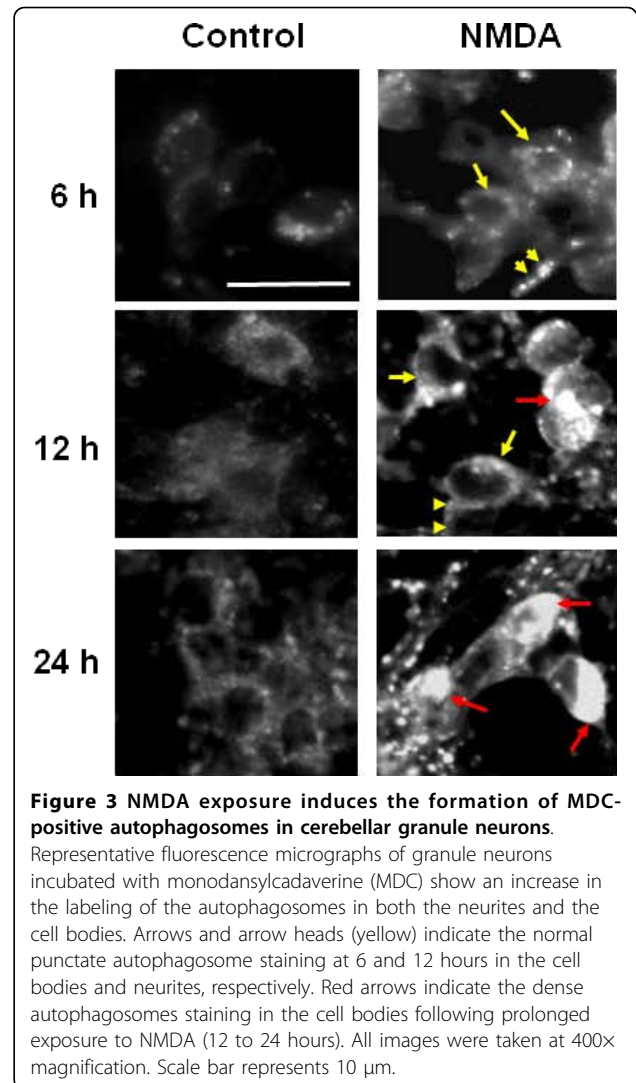 Control NMDA
6 h
12 h
24 h
Figure 3 NMDA exposure induces the formation of MDC-
positive autophagosomes in cerebellar granule neurons.
Representative fluorescence micrographs of granule neurons
incubated with monodansylcadaverine (MDC) show an increase in
the labeling of the autophagosomes in both the neurites and the
cell bodies. Arrows and arrow heads (yellow) indicate the normal
punctate autophagosome staining at 6 and 12 hours in the cell
bodies and neurites, respectively. Red arrows indicate the dense
autophagosomes staining in the cell bodies following prolonged
exposure to NMDA (12 to 24 hours). All images were taken at 400×
magnification. Scale bar represents 10 μm.